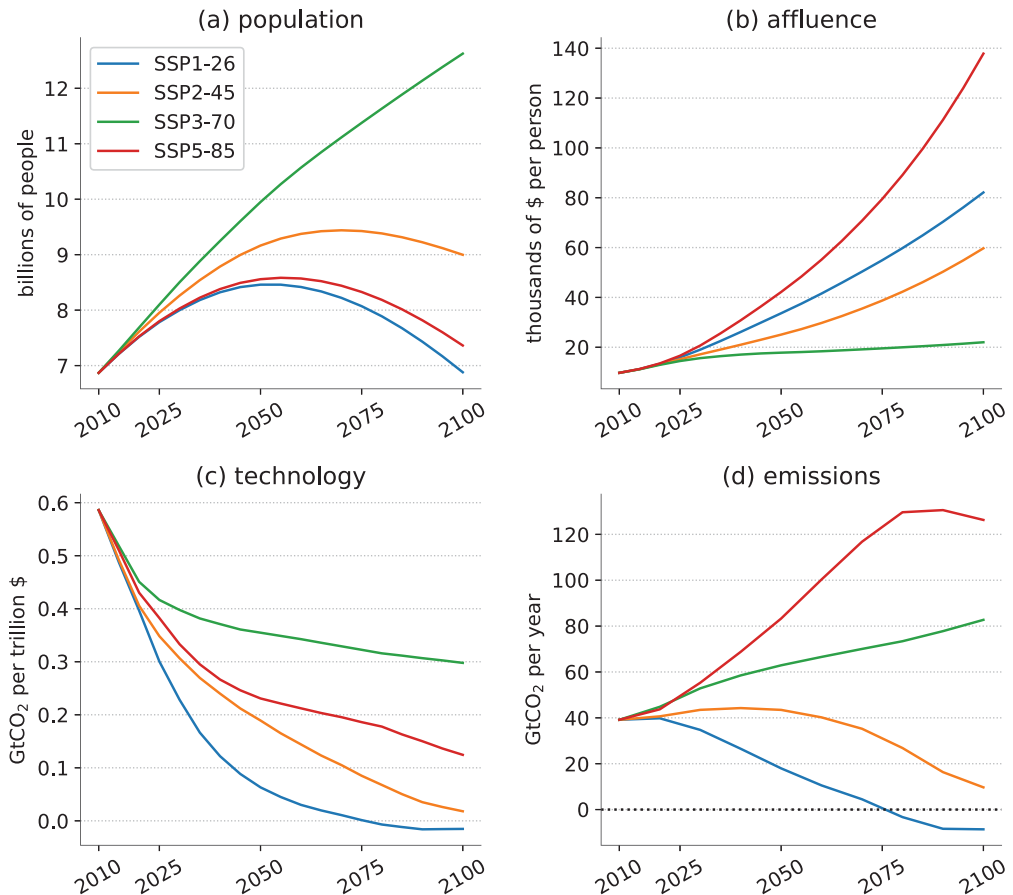 (a) population
billions of people
12
11
10
9
8
7
SSP1-26
SSP2-45
SSP3-70
SSP5-85
2010 2025 2050 2075 2100
(b) affluence
thousands of $ per person
140
120
100
80
60
40
20
2010 2025 2050 2075 2100
(c) technology
GtCO₂ per trillion $
0.6
0.5
0.4
0.3
0.2
0.1
0.0
2010 2025 2050 2075 2100
(d) emissions
GtCO₂ per year
120
100
80
60
40
20
0
2010 2025 2050 2075 2100